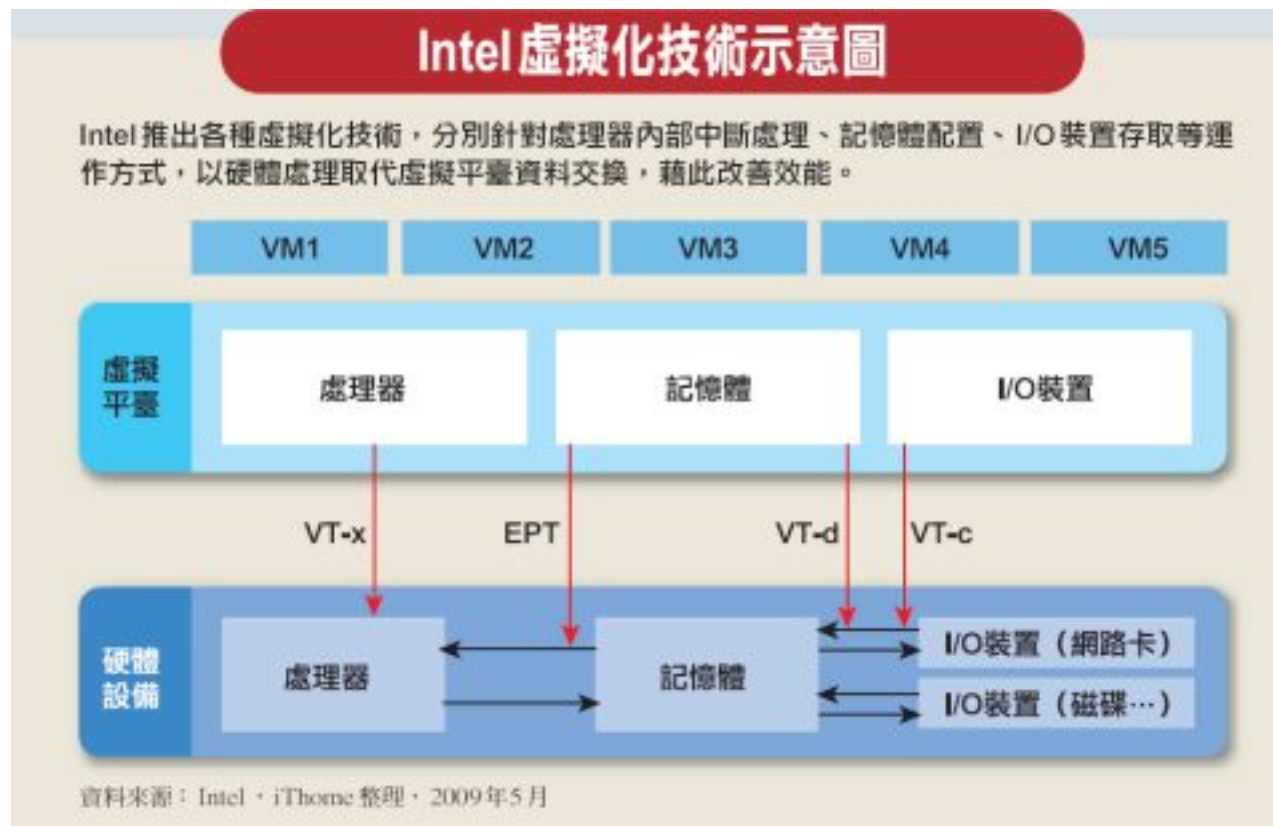 Intel虛擬化技術示意圖
Intel推出各種虛擬化技術，分別針對處理器內部中斷處理、記憶體配置、I/O裝置存取等運
作方式，以硬體處理取代虛擬平臺資料交換，藉此改善效能。
VM1 VM2 VM3 VM4 VM5
虛擬
平臺
處理器 記憶體 I/O裝置
VT-x EPT VT-d VT-c
硬體
設備
處理器 記憶體 I/O裝置（網路卡）
I/O裝置（磁碟…）
資料來源：Intel，iThome整理，2009年5月